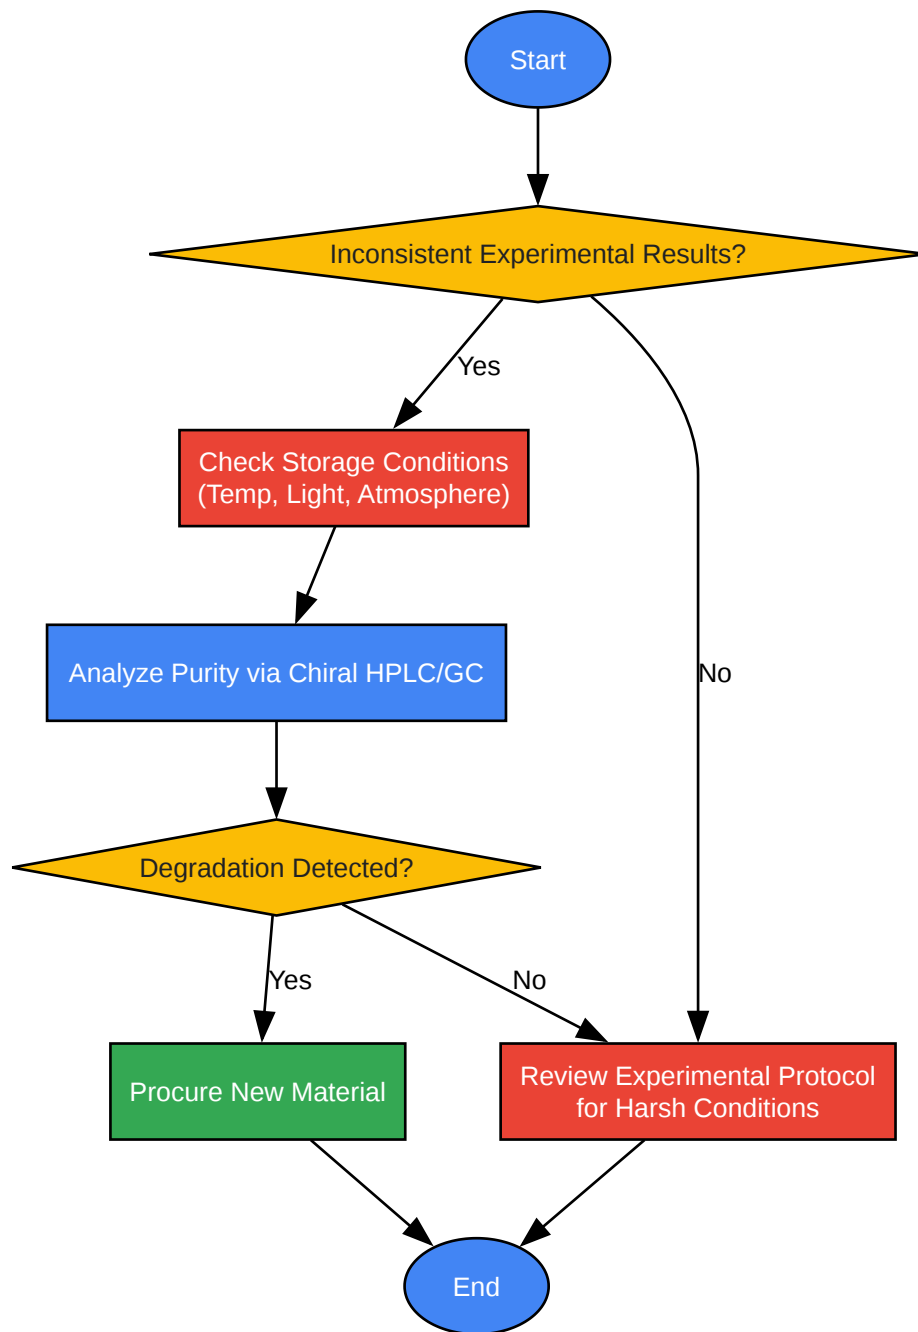 Start
Inconsistent Experimental Results?
Yes
Check Storage Conditions
(Temp, Light, Atmosphere)
Analyze Purity via Chiral HPLC/GC
No
Degradation Detected?
Yes
No
Procure New Material
Review Experimental Protocol
for Harsh Conditions
End